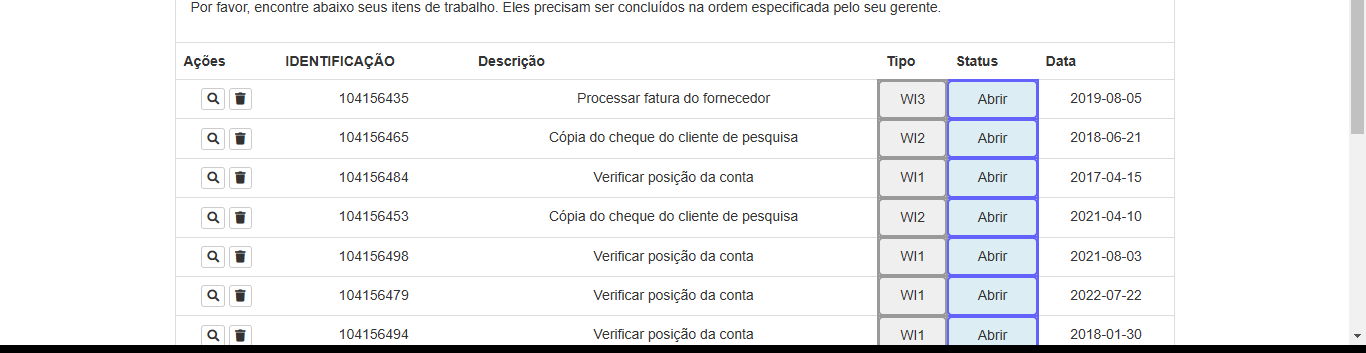 Por favor, encontre abaixo seus itens de trabalho. Eles precisam ser concluídos na ordem especificada pelo seu gerente.
Ações IDENTIFICAÇÃO Descrição Tipo Status Data
104156435 Processar fatura do fornecedor WI3 Abrir 2019-08-05
104156465 Cópia do cheque do cliente de pesquisa WI2 Abrir 2018-06-21
104156484 Verificar posição da conta WI1 Abrir 2017-04-15
104156453 Cópia do cheque do cliente de pesquisa WI2 Abrir 2021-04-10
104156498 Verificar posição da conta WI1 Abrir 2021-08-03
104156479 Verificar posição da conta WI1 Abrir 2022-07-22
104156494 Verificar posição da conta WI1 Abrir 2018-01-30